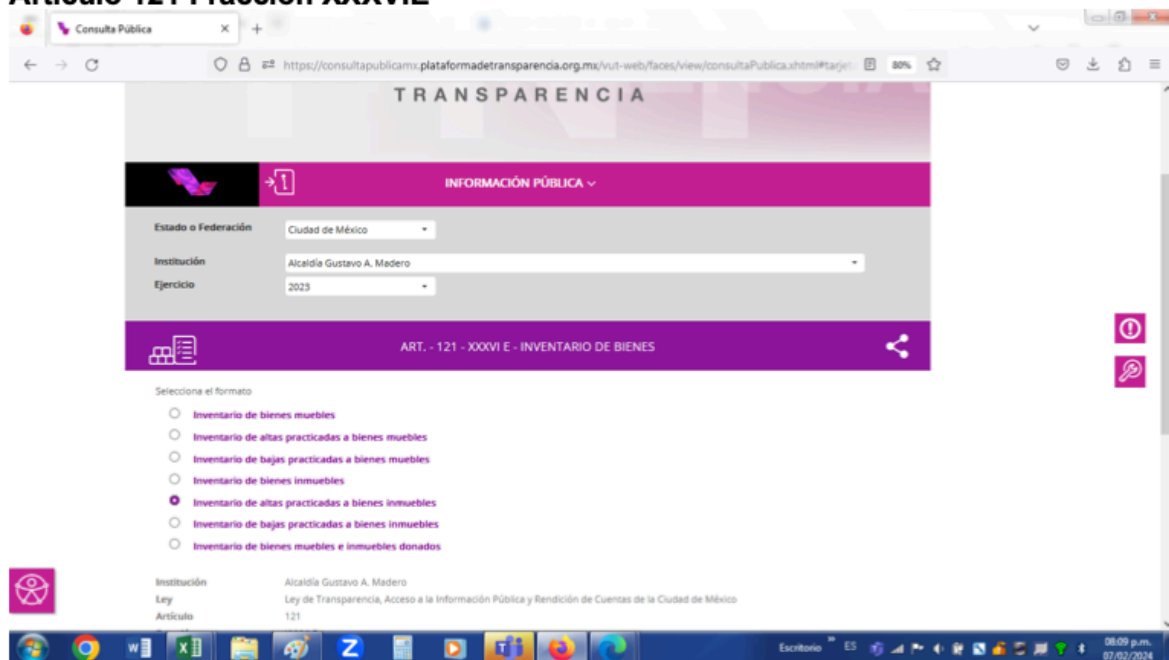 Artículo 121 Fracción XXXVIE
Consulta Pública
https://consultapublicamx.plataformadetransparencia.org.mx/vut-web/faces/view/consultaPublica.xhtml#tarjet
80%
TRANSPARENCIA
INFORMACIÓN PÚBLICA
Estado o Federación Ciudad de México
Institución Alcaldía Gustavo A. Madero
Ejercicio 2023
ART. - 121 - XXXVI E - INVENTARIO DE BIENES
Selecciona el formato
Inventario de bienes muebles
Inventario de altas practicadas a bienes muebles
Inventario de bajas practicadas a bienes muebles
Inventario de bienes inmuebles
Inventario de altas practicadas a bienes inmuebles
Inventario de bajas practicadas a bienes inmuebles
Inventario de bienes muebles e inmuebles donados
Institución Alcaldía Gustavo A. Madero
Ley Ley de Transparencia, Acceso a la Información Pública y Rendición de Cuentas de la Ciudad de México
Artículo 121
Escritorio ES 08:09 p.m.
07/02/2024